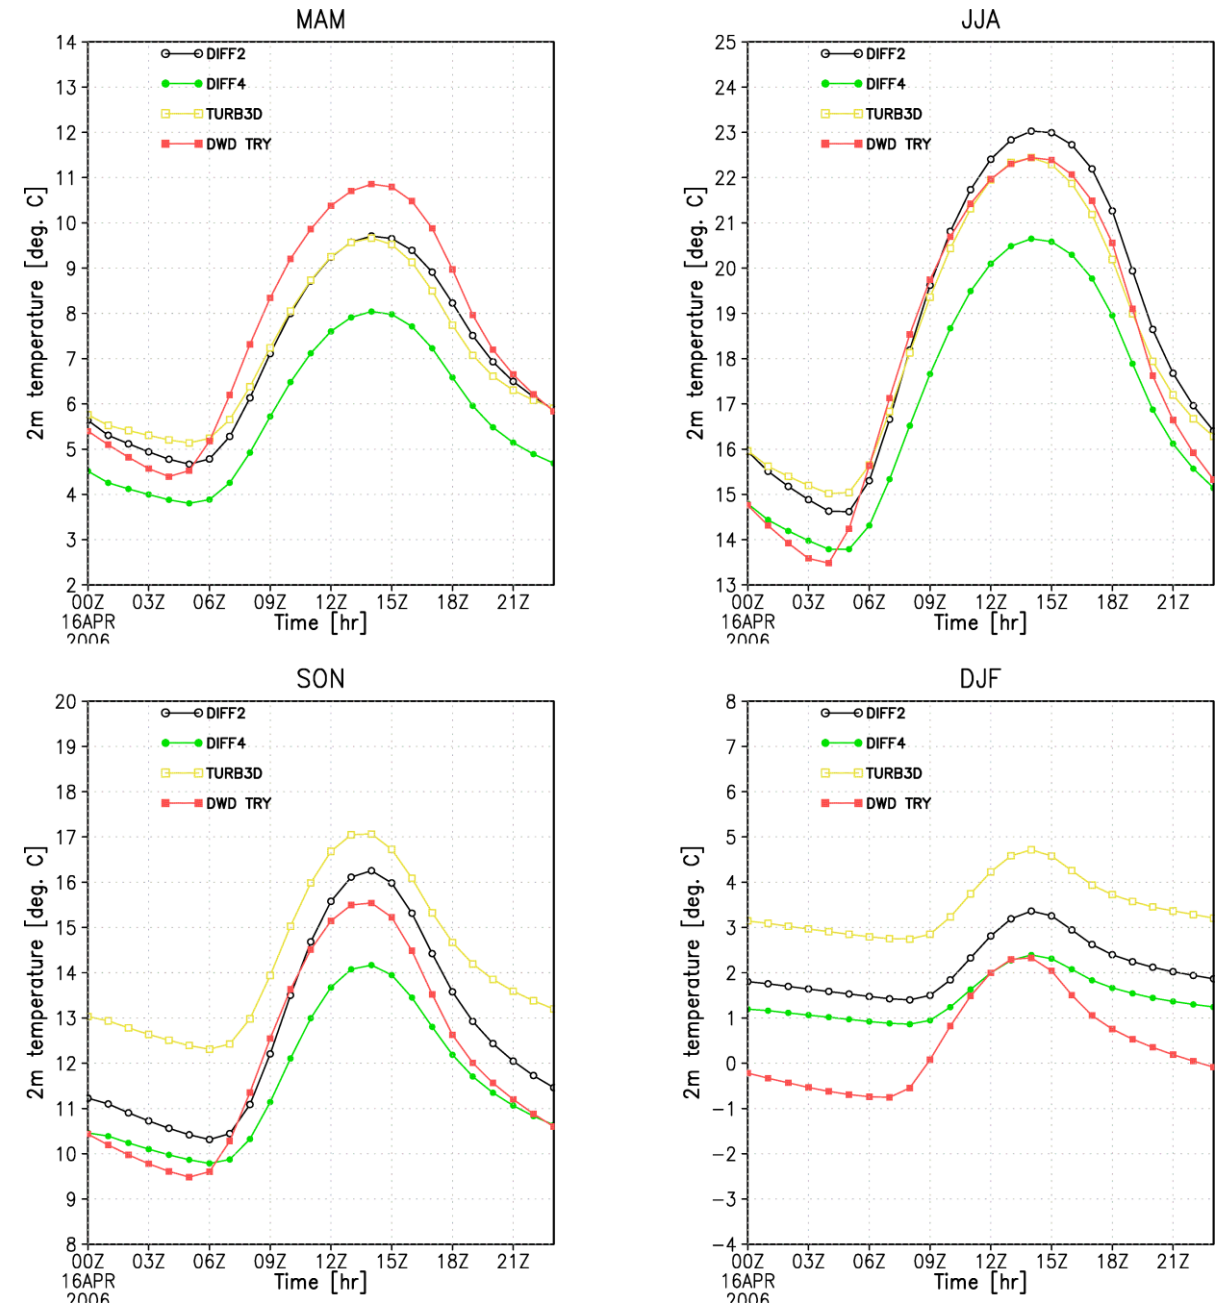 MAM
14
13
12
11
10
9
8
7
6
5
4
3
2
2m temperature [deg. C]
DIFF2
DIFF4
TURB3D
DWD TRY
00Z 03Z 06Z 09Z 12Z 15Z 18Z 21Z
16APR
2006
Time [hr]
JJA
25
24
23
22
21
20
19
18
17
16
15
14
13
2m temperature [deg. C]
DIFF2
DIFF4
TURB3D
DWD TRY
00Z 03Z 06Z 09Z 12Z 15Z 18Z 21Z
16APR
2006
Time [hr]
SON
20
19
18
17
16
15
14
13
12
11
10
9
8
2m temperature [deg. C]
DIFF2
DIFF4
TURB3D
DWD TRY
00Z 03Z 06Z 09Z 12Z 15Z 18Z 21Z
16APR
2006
Time [hr]
DJF
8
7
6
5
4
3
2
1
0
−1
−2
−3
−4
2m temperature [deg. C]
DIFF2
DIFF4
TURB3D
DWD TRY
00Z 03Z 06Z 09Z 12Z 15Z 18Z 21Z
16APR
2006
Time [hr]